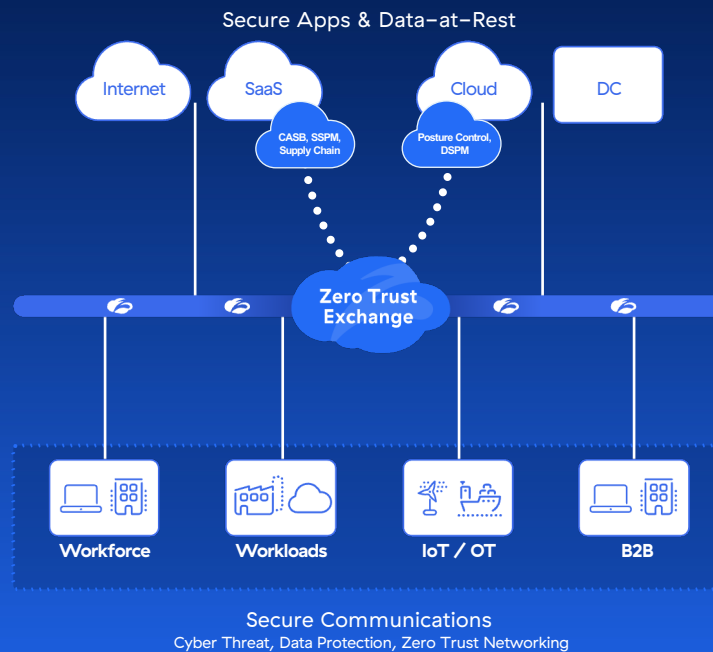 Secure Apps & Data-at-Rest
Internet
SaaS
Cloud
DC
CASB, SSPM,
Supply Chain
Posture Control,
DSPM
Zero Trust
Exchange
Workforce
Workloads
IoT / OT
B2B
Secure Communications
Cyber Threat, Data Protection, Zero Trust Networking